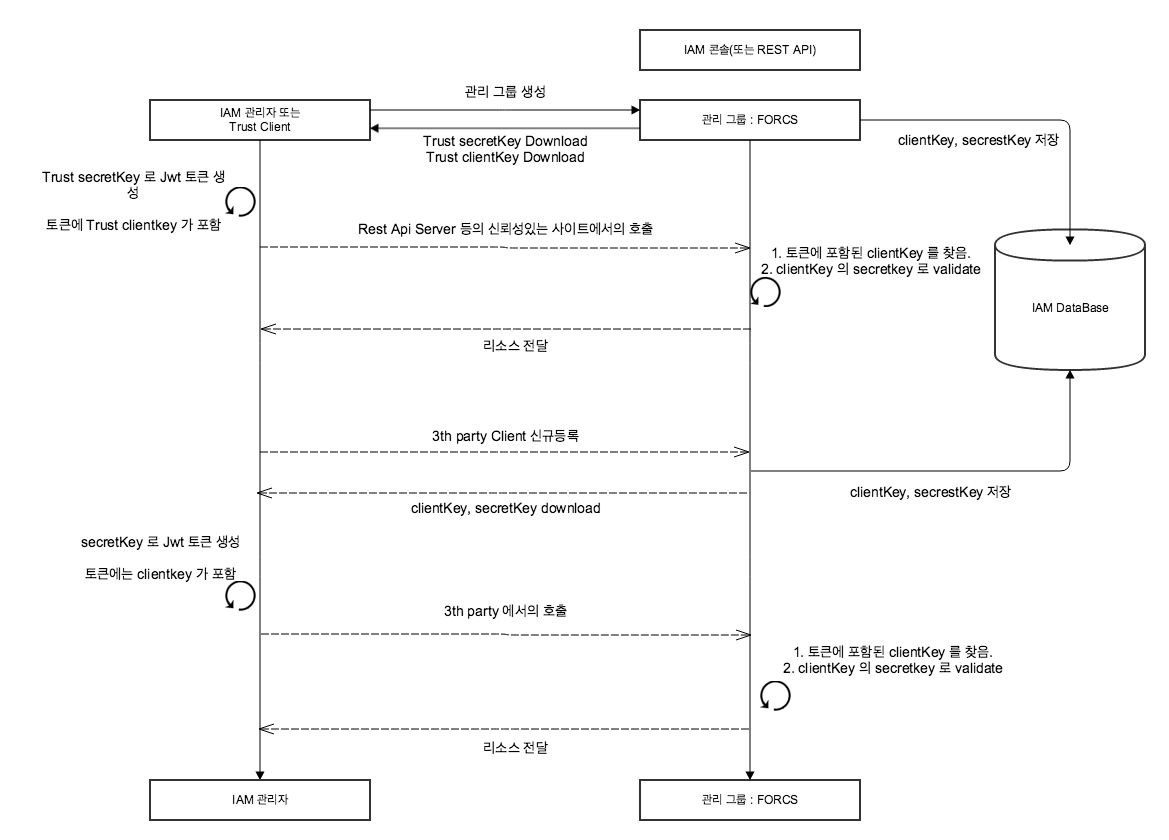 IAM 콘솔(또는 REST API)
관리 그룹 생성
IAM 관리자 또는
Trust Client
관리 그룹 : FORCS
clientKey, secrestKey 저장
Trust secretKey Download
Trust clientKey Download
Trust secretKey 로 Jwt 토큰 생
성
토큰에 Trust clientkey 가 포함
Rest Api Server 등의 신뢰성있는 사이트에서의 호출
1. 토큰에 포함된 clientKey 를 찾음.
2. clientKey 의 secretkey 로 validate
IAM DataBase
리소스 전달
3th party Client 신규등록
clientKey, secrestKey 저장
clientKey, secretKey download
secretKey 로 Jwt 토큰 생성
토큰에는 clientkey 가 포함
3th party 에서의 호출
1. 토큰에 포함된 clientKey 를 찾음.
2. clientKey 의 secretkey 로 validate
리소스 전달
IAM 관리자
관리 그룹 : FORCS